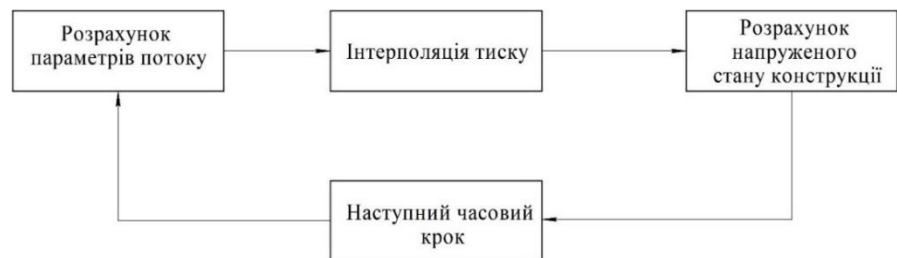 Розрахунок
параметрів потоку
Інтерполяція тиску
Розрахунок
напруженого
стану конструкції
Наступний часовий
крок